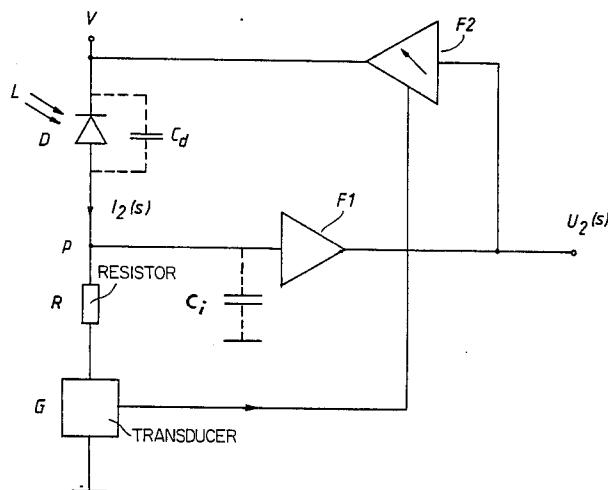 V
F2
L
D
C_d
I_2(s)
F1
U_2(s)
P
RESISTOR
R
C_i
G
TRANSDUCER